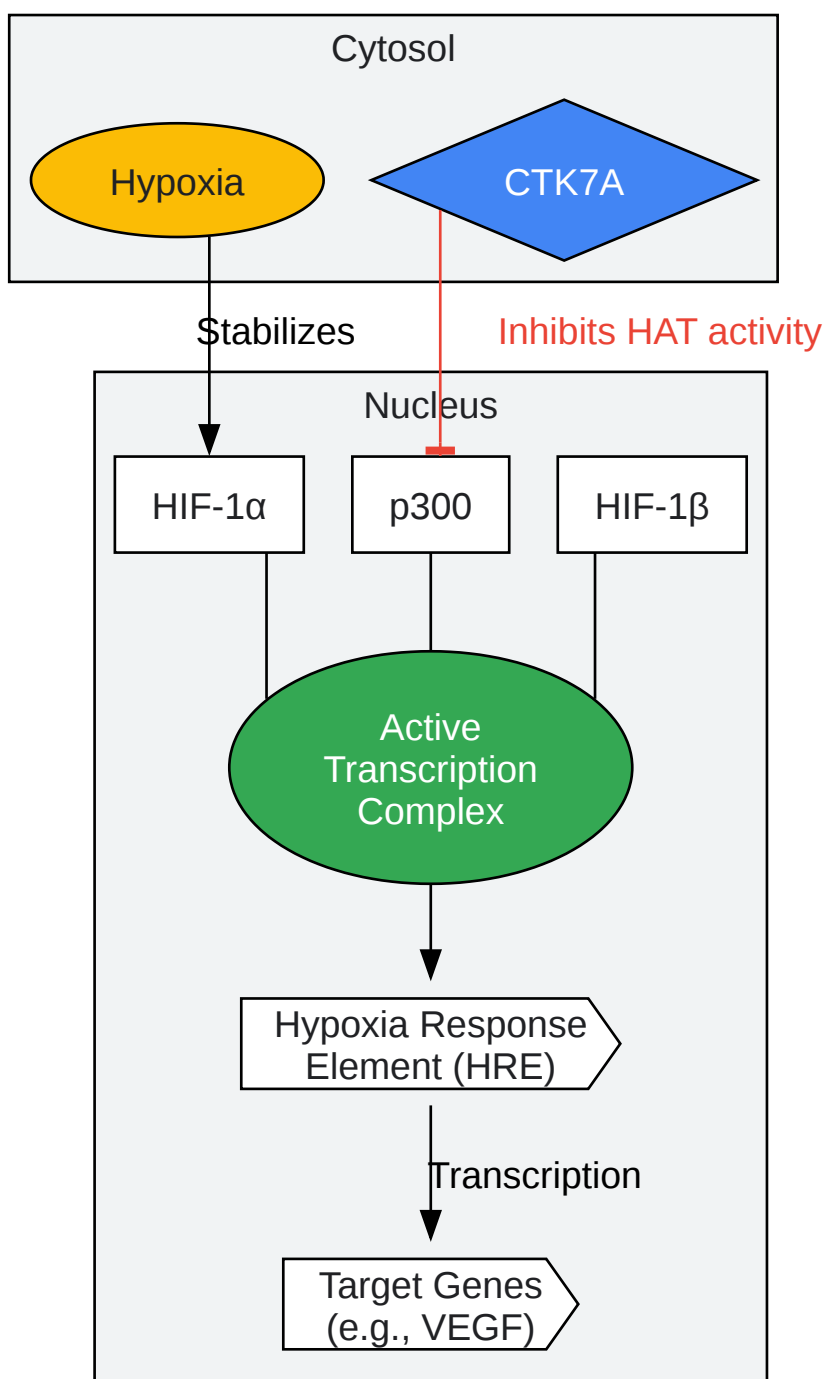 Cytosol
Hypoxia
CTK7A
Stabilizes
Inhibits HAT activity
Nucleus
HIF-1α
p300
HIF-1β
Active
Transcription
Complex
Hypoxia Response
Element (HRE)
Transcription
Target Genes
(e.g., VEGF)